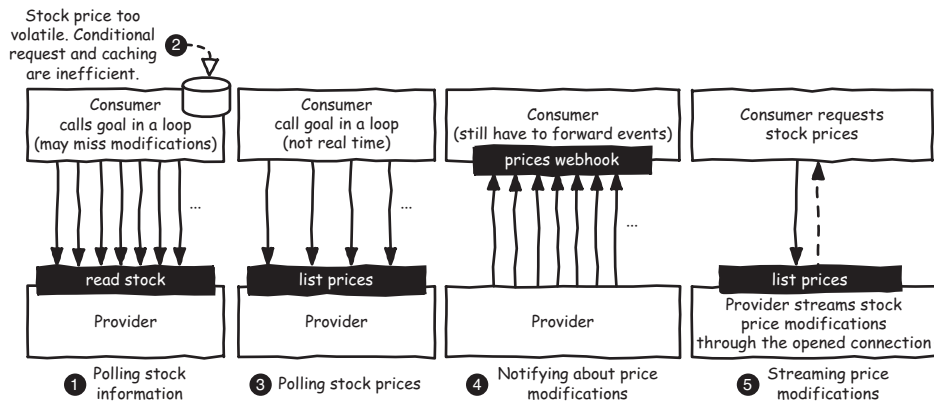 Stock price too
volatile. Conditional
request and caching
are inefficient.
2
Consumer
calls goal in a loop
(may miss modifications)
...
read stock
Provider
1 Polling stock
information
Consumer
call goal in a loop
(not real time)
...
list prices
Provider
3 Polling stock prices
Consumer
(still have to forward events)
prices webhook
...
Provider
4 Notifying about price
modifications
Consumer requests
stock prices
list prices
Provider streams stock
price modifications
through the opened connection
5 Streaming price
modifications